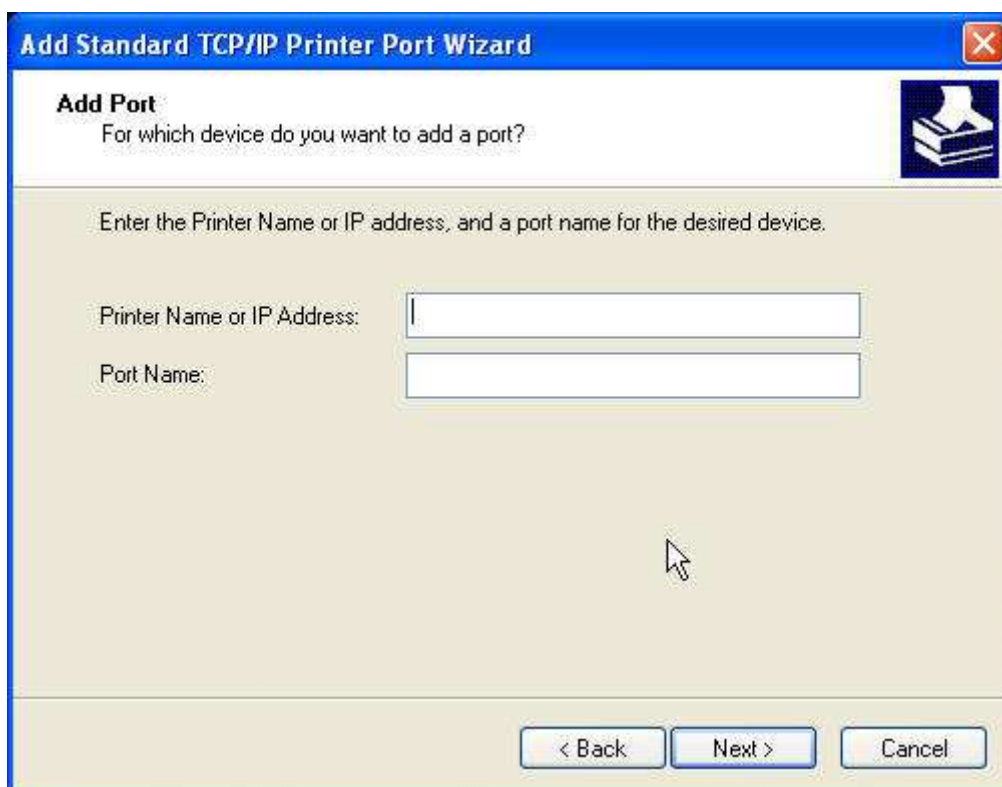 Add Standard TCP/IP Printer Port Wizard
Add Port
For which device do you want to add a port?
Enter the Printer Name or IP address, and a port name for the desired device.
Printer Name or IP Address:
Port Name:
< Back Next > Cancel